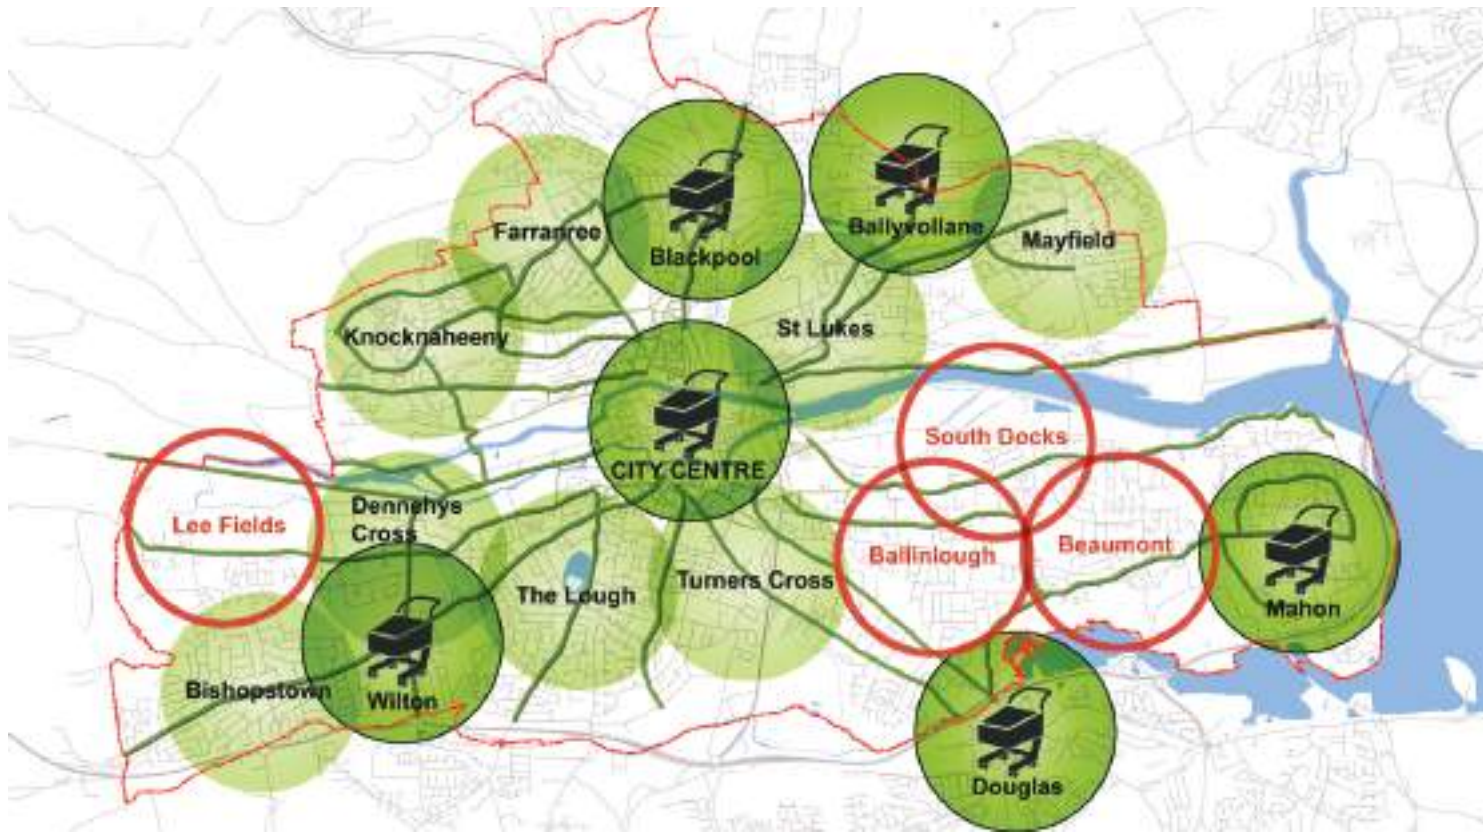 Farranree
Blackpool
Ballyvollane
Mayfield
Knocknaheeny
St Lukes
CITY CENTRE
South Docks
Lee Fields
Dennehys
Cross
The Lough
Turners Cross
Ballinlough
Beaumont
Mahon
Bishopstown
Wilton
Douglas